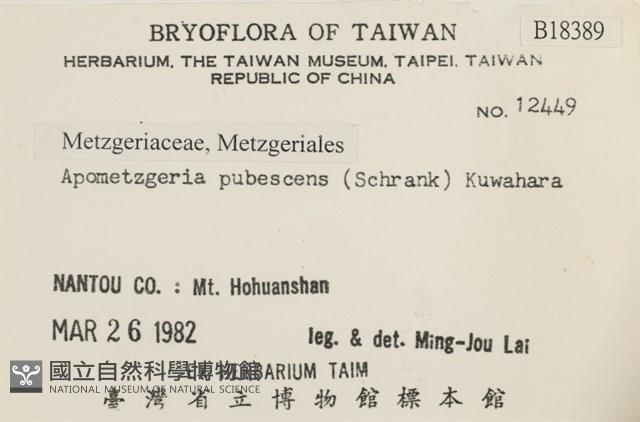 BRYOFLORA OF TAIWAN
B18389
HERBARIUM, THE TAIWAN MUSEUM, TAIPEI, TAIWAN
REPUBLIC OF CHINA
NO. 12449
Metzgeriaceae, Metzgeriales
Apometzgeria pubescens (Schrank) Kuwahara
NANTOU CO. : Mt. Hohuanshan
MAR 26 1982
leg. & det. Ming-Jou Lai
國立自然科學博物館
HERBARIUM TAIM
NATIONAL MUSEUM OF NATURAL SCIENCE
臺灣省立博物館標本館